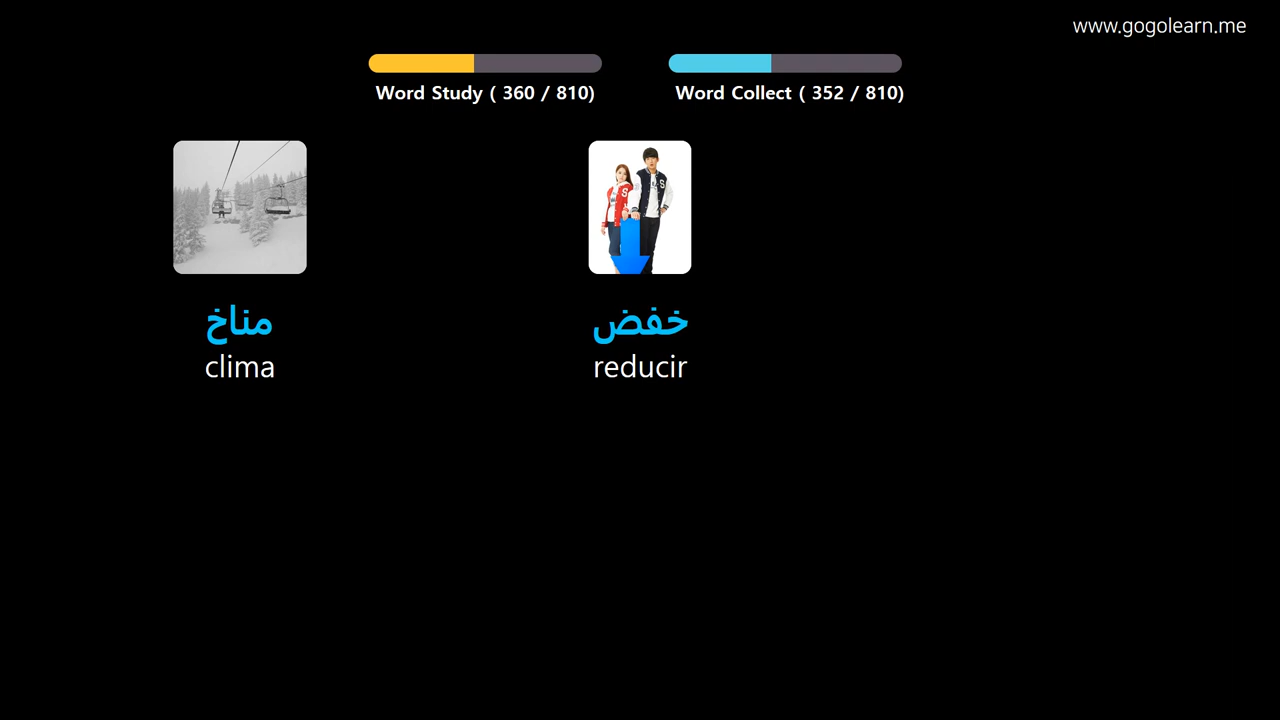 www.gogolearn.me
Word Study ( 360 / 810)
Word Collect ( 352 / 810)
مناخ
clima
خفض
reducir
S
S